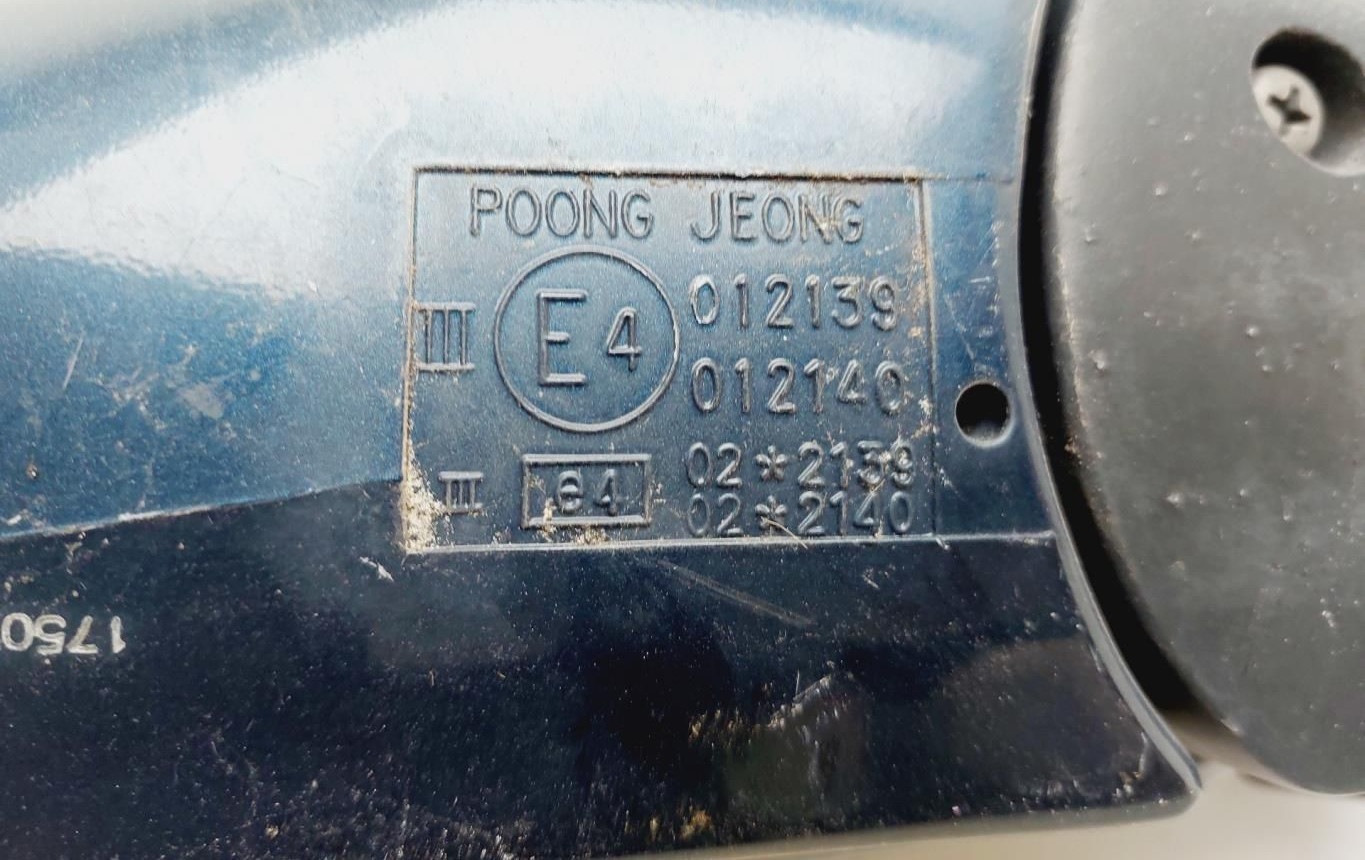 POONG JEONG
III E4 012139
012140
III e4 02*2139
02*2140
1750